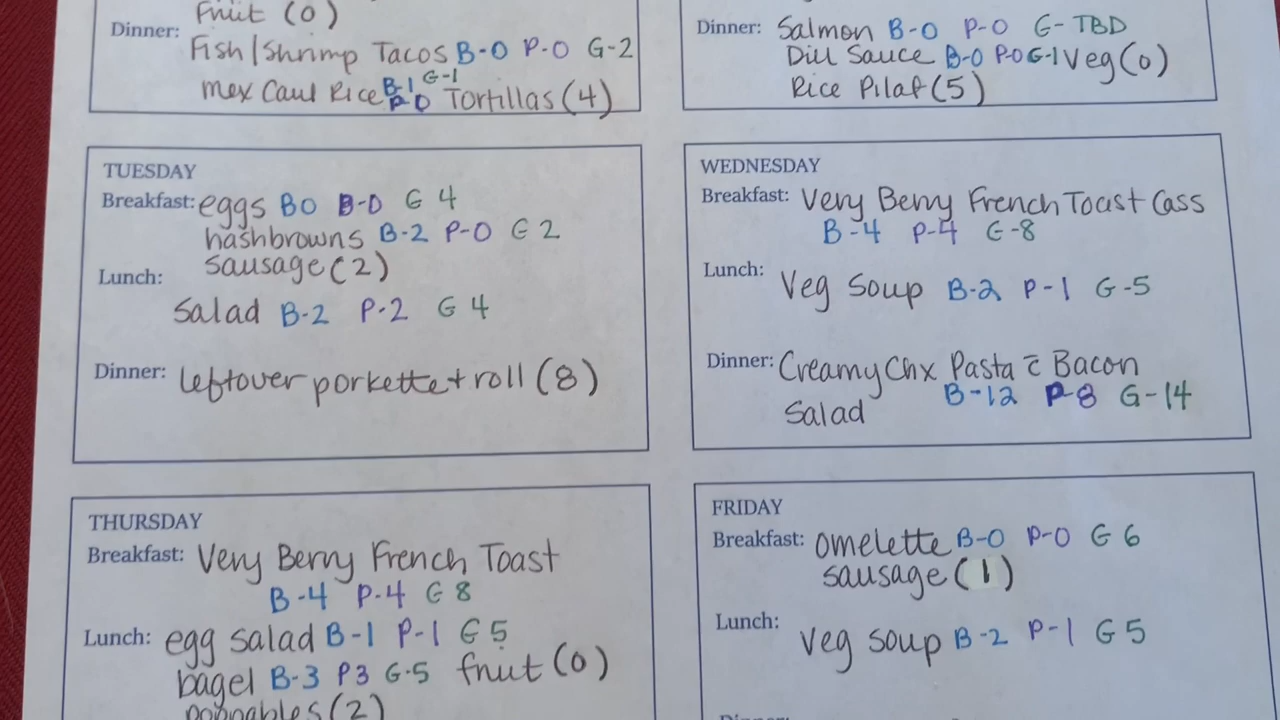 Fruit (0)
Dinner:
Fish/Shrimp Tacos B-0 P-0 G-2
Mex Caul Rice B-1 G-1 P-0 Tortillas (4)
Dinner: Salmon B-0 P-0 G-TBD
Dill Sauce B-0 P-0 G-1 Veg (0)
Rice Pilaf (5)
TUESDAY
Breakfast: eggs B0 B-0 G 4
hashbrowns B-2 P-0 G 2
sausage (2)
Lunch:
Salad B-2 P-2 G 4
Dinner: leftover porkette + roll (8)
WEDNESDAY
Breakfast: Very Berry French Toast Cass
B-4 P-4 G-8
Lunch: Veg Soup B-2 P-1 G-5
Dinner: Creamy Chx Pasta c̄ Bacon
Salad B-12 P-8 G-14
THURSDAY
Breakfast: Very Berry French Toast
B-4 P-4 G 8
Lunch: egg salad B-1 P-1 G 5
bagel B-3 P3 G-5 fruit (0)
poppables (2)
FRIDAY
Breakfast: omelette B-0 P-0 G 6
sausage (1)
Lunch:
Veg soup B-2 P-1 G 5
Dinner: